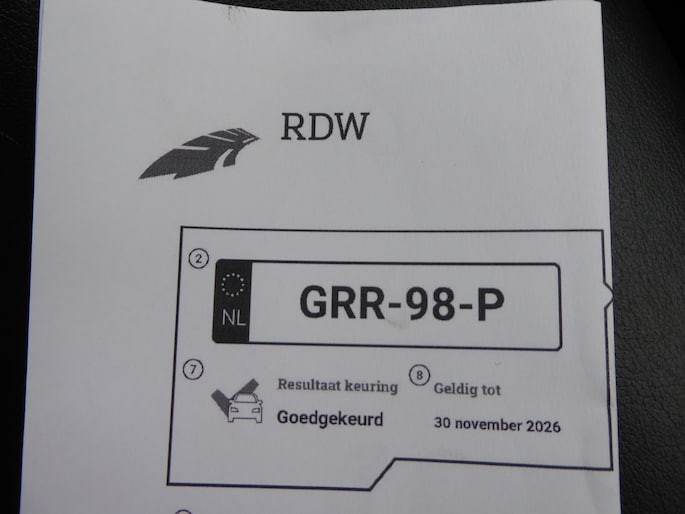 RDW
2
NL
GRR-98-P
7
Resultaat keuring
Goedgekeurd
8
Geldig tot
30 november 2026